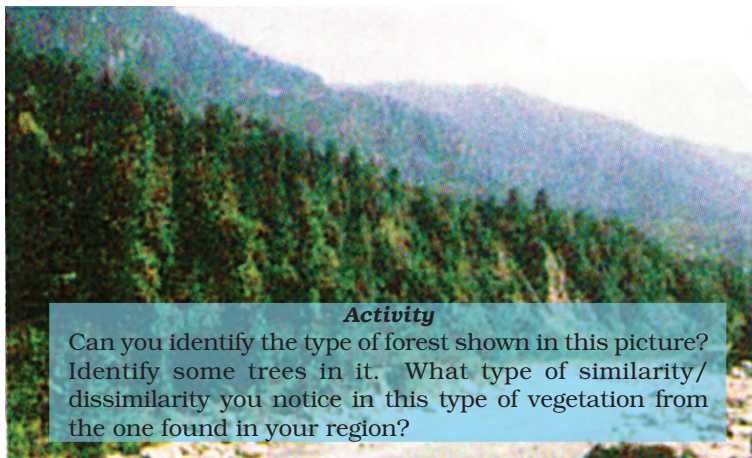 Activity
Can you identify the type of forest shown in this picture?
Identify some trees in it. What type of similarity/
dissimilarity you notice in this type of vegetation from
the one found in your region?